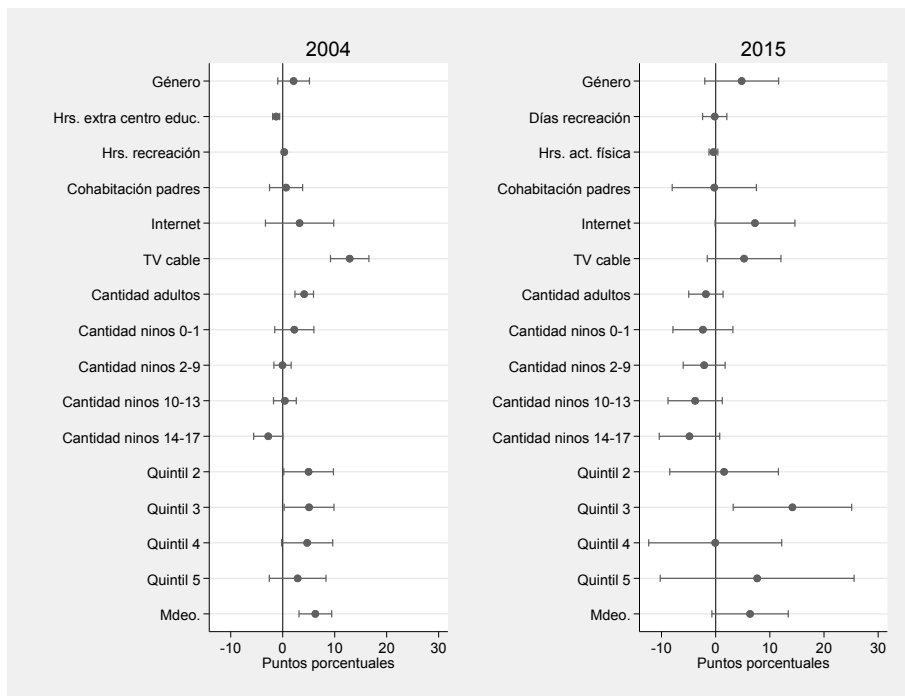 2004
Género
Hrs. extra centro educ.
Hrs. recreación
Cohabitación padres
Internet
TV cable
Cantidad adultos
Cantidad ninos 0-1
Cantidad ninos 2-9
Cantidad ninos 10-13
Cantidad ninos 14-17
Quintil 2
Quintil 3
Quintil 4
Quintil 5
Mdeo.
-10 0 10 20 30
Puntos porcentuales
2015
Género
Días recreación
Hrs. act. física
Cohabitación padres
Internet
TV cable
Cantidad adultos
Cantidad ninos 0-1
Cantidad ninos 2-9
Cantidad ninos 10-13
Cantidad ninos 14-17
Quintil 2
Quintil 3
Quintil 4
Quintil 5
Mdeo.
-10 0 10 20 30
Puntos porcentuales